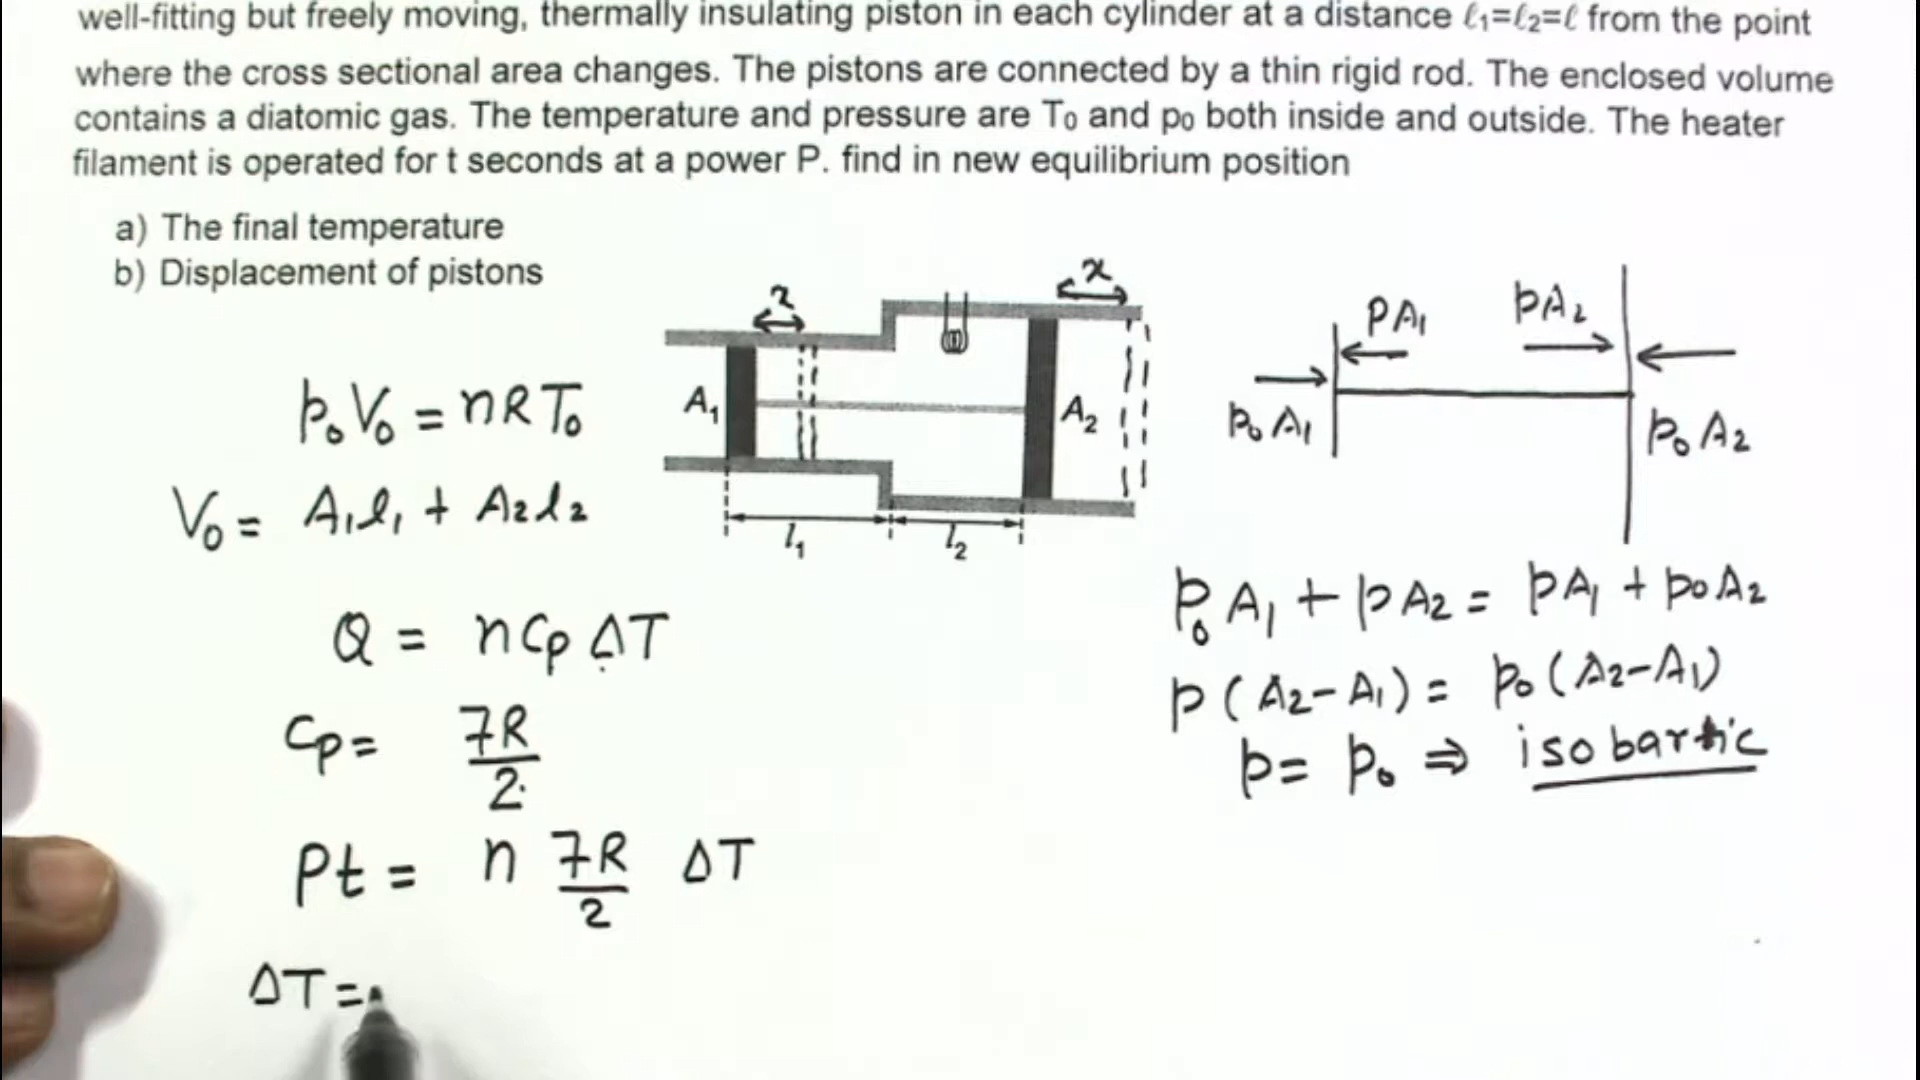 well-fitting but freely moving, thermally insulating piston in each cylinder at a distance ℓ₁=ℓ₂=ℓ from the point
where the cross sectional area changes. The pistons are connected by a thin rigid rod. The enclosed volume
contains a diatomic gas. The temperature and pressure are T₀ and p₀ both inside and outside. The heater
filament is operated for t seconds at a power P. find in new equilibrium position
a) The final temperature
b) Displacement of pistons
x
x
A₁
A₂
l₁
l₂
PA₁
pA₂
p₀A₁
p₀A₂
p₀V₀ = nRT₀
V₀ = A₁l₁ + A₂l₂
Q = nCp ΔT
Cp = 7R/2
Pt = n 7R/2 ΔT
ΔT =
p₀A₁ + pA₂ = pA₁ + p₀A₂
p(A₂-A₁) = p₀(A₂-A₁)
p = p₀ ⇒ isobartic